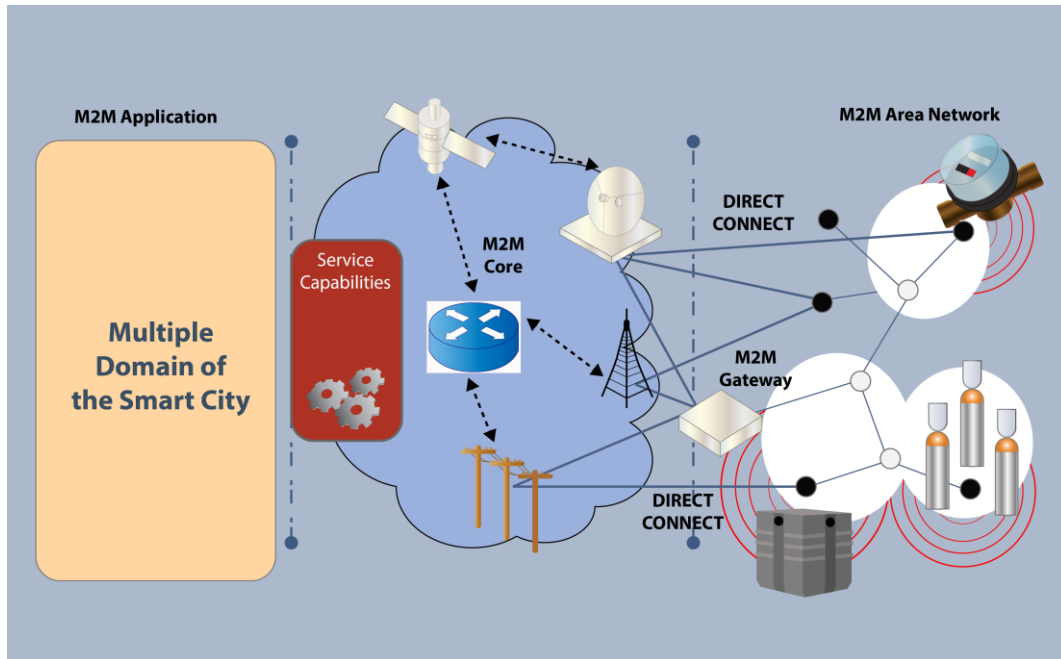 M2M Application
M2M Area Network
DIRECT
CONNECT
Service
Capabilities
M2M
Core
Multiple
Domain of
the Smart City
M2M
Gateway
DIRECT
CONNECT